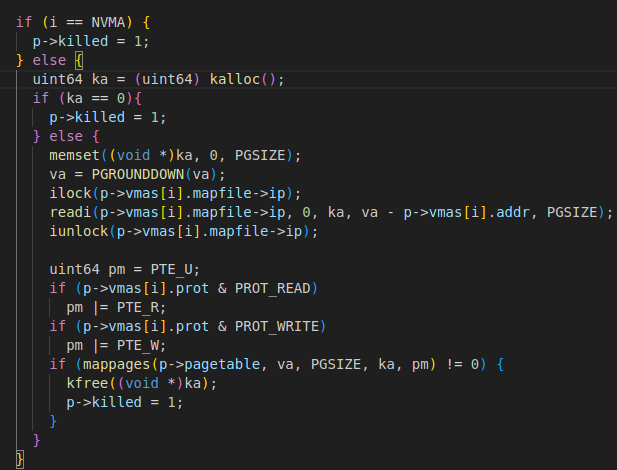 if (i == NVMA) {
  p->killed = 1;
} else {
  uint64 ka = (uint64) kalloc();
  if (ka == 0){
    p->killed = 1;
  } else {
    memset((void *)ka, 0, PGSIZE);
    va = PGROUNDDOWN(va);
    ilock(p->vmas[i].mapfile->ip);
    readi(p->vmas[i].mapfile->ip, 0, ka, va - p->vmas[i].addr, PGSIZE);
    iunlock(p->vmas[i].mapfile->ip);

    uint64 pm = PTE_U;
    if (p->vmas[i].prot & PROT_READ)
      pm |= PTE_R;
    if (p->vmas[i].prot & PROT_WRITE)
      pm |= PTE_W;
    if (mappages(p->pagetable, va, PGSIZE, ka, pm) != 0) {
      kfree((void *)ka);
      p->killed = 1;
    }
  }
}